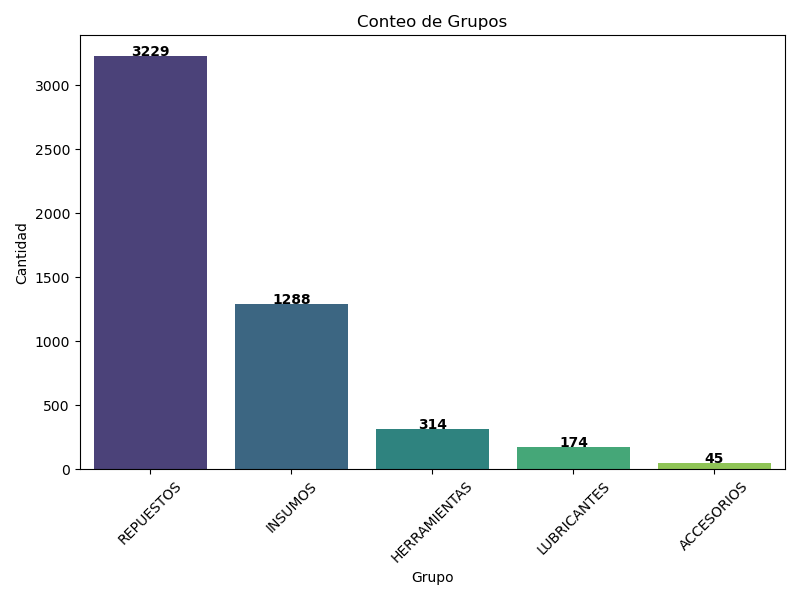 Conteo de Grupos
3229
1288
314
174
45
3000
2500
2000
1500
1000
500
0
Cantidad
REPUESTOS
INSUMOS
HERRAMIENTAS
LUBRICANTES
ACCESORIOS
Grupo